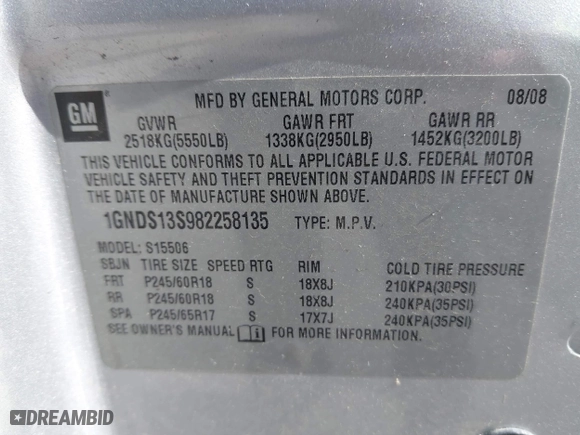 GM
MFD BY GENERAL MOTORS CORP. 08/08
GVWR GAWR FRT GAWR RR
2518KG(5550LB) 1338KG(2950LB) 1452KG(3200LB)
THIS VEHICLE CONFORMS TO ALL APPLICABLE U.S. FEDERAL MOTOR
VEHICLE SAFETY AND THEFT PREVENTION STANDARDS IN EFFECT ON
THE DATE OF MANUFACTURE SHOWN ABOVE.
1GNDS13S982258135 TYPE: M.P.V.
MODEL: S15506
SBJN TIRE SIZE SPEED RTG RIM COLD TIRE PRESSURE
FRT P245/60R18 S 18X8J 210KPA(30PSI)
RR P245/60R18 S 18X8J 240KPA(35PSI)
SPA P245/65R17 S 17X7J 240KPA(35PSI)
SEE OWNER'S MANUAL FOR MORE INFORMATION.
DREAMBID